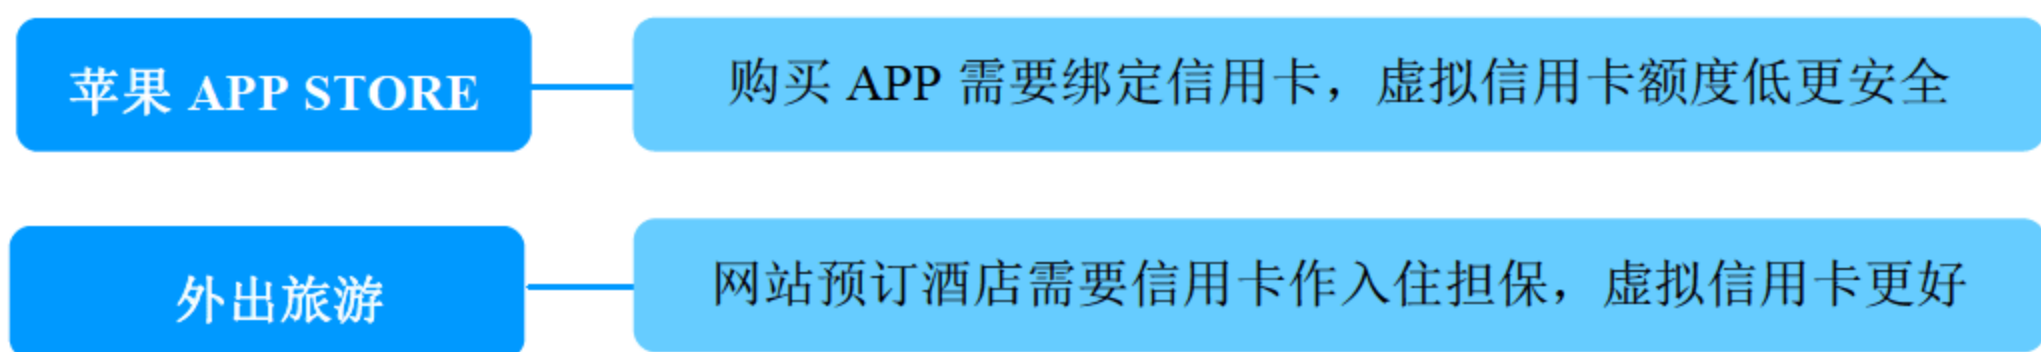 苹果 APP STORE
购买 APP 需要绑定信用卡，虚拟信用卡额度低更安全
外出旅游
网站预订酒店需要信用卡作入住担保，虚拟信用卡更好